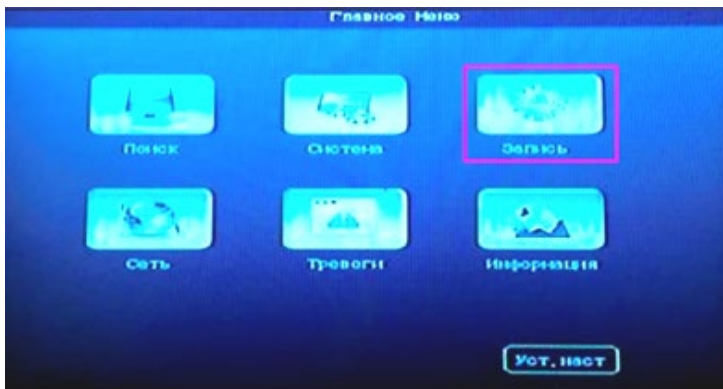 Главное Меню
Поиск
Система
Запись
Сеть
Тревоги
Информация
Уст.наст